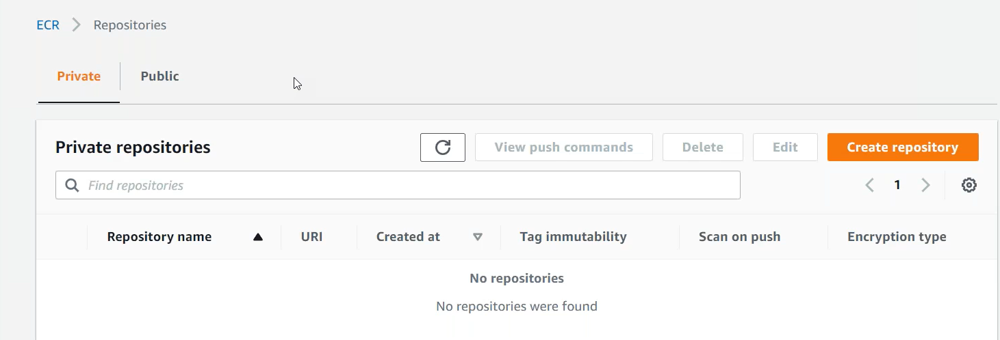 ECR > Repositories
Private Public
Private repositories View push commands Delete Edit Create repository
Find repositories 1
Repository name URI Created at Tag immutability Scan on push Encryption type
No repositories
No repositories were found